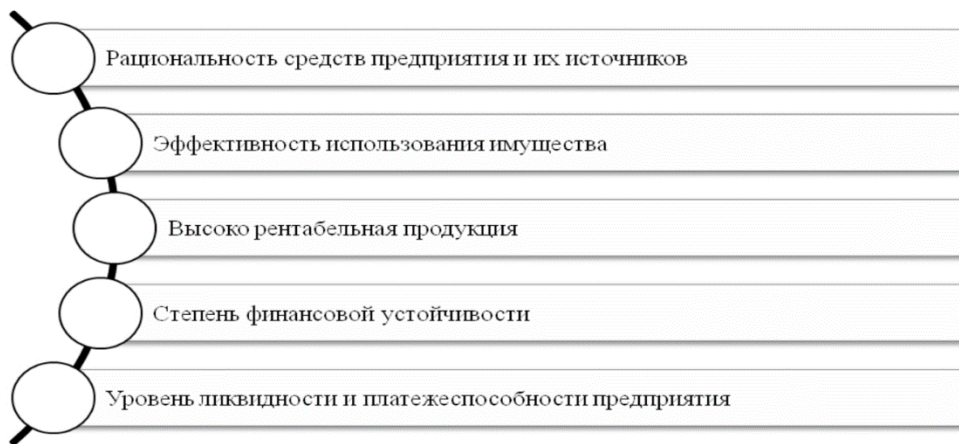 Рациональность средств предприятия и их источников
Эффективность использования имущества
Высоко рентабельная продукция
Степень финансовой устойчивости
Уровень ликвидности и платежеспособности предприятия